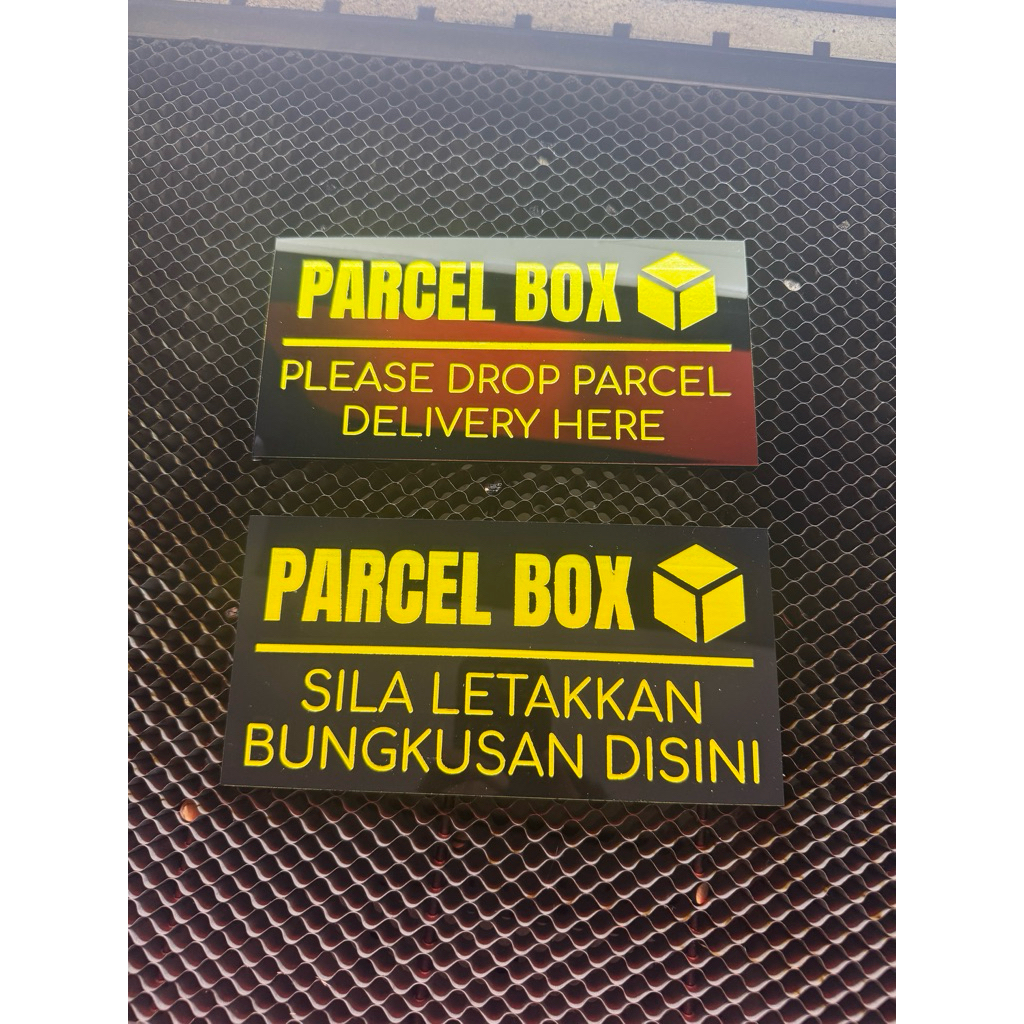 PARCEL BOX
PLEASE DROP PARCEL
DELIVERY HERE
PARCEL BOX
SILA LETAKKAN
BUNGKUSAN DISINI